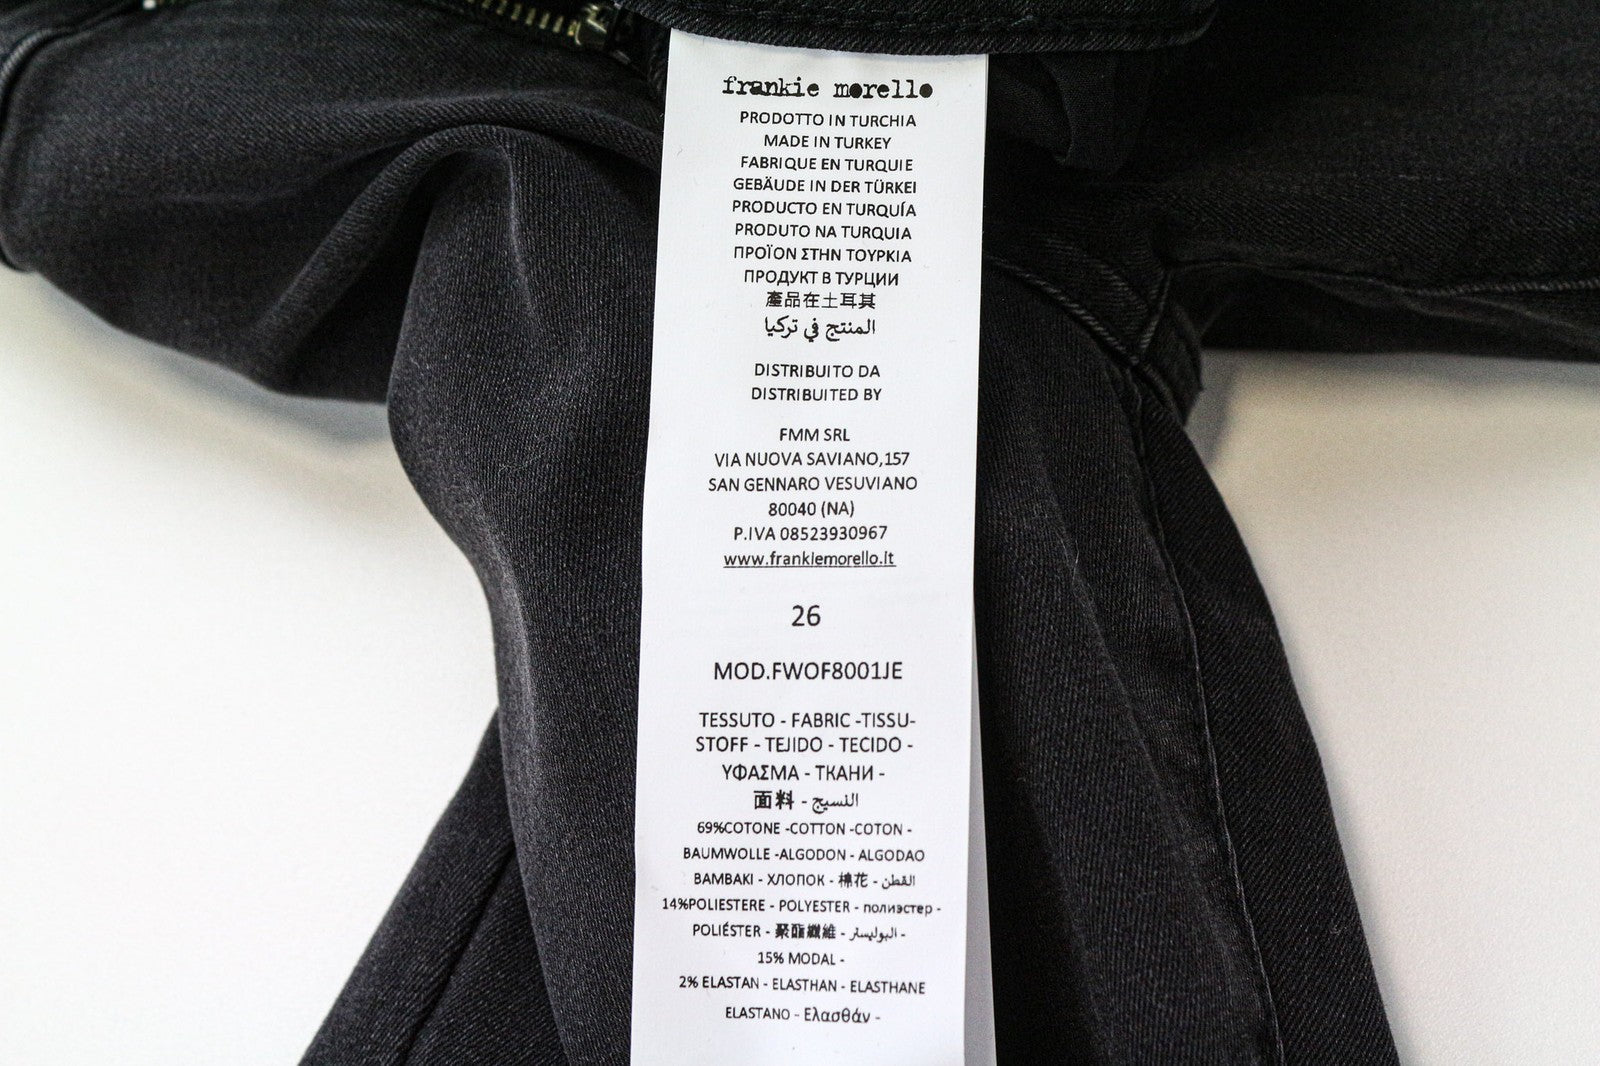 frankie morello
PRODOTTO IN TURCHIA
MADE IN TURKEY
FABRIQUE EN TURQUIE
GEBÄUDE IN DER TÜRKEI
PRODUCTO EN TURQUÍA
PRODUTO NA TURQUIA
ΠΡΟΪΟΝ ΣΤΗΝ ΤΟΥΡΚΙΑ
ПРОДУКТ В ТУРЦИИ
產品在土耳其
المنتج في تركيا
DISTRIBUITO DA
DISTRIBUITED BY
FMM SRL
VIA NUOVA SAVIANO,157
SAN GENNARO VESUVIANO
80040 (NA)
P.IVA 08523930967
www.frankiemorello.it
26
MOD.FWOF8001JE
TESSUTO - FABRIC -TISSU-
STOFF - TEJIDO - TECIDO -
ΥΦΑΣΜΑ - ТКАНИ -
面料 - النسيج
69%COTONE -COTTON -COTON -
BAUMWOLLE -ALGODON - ALGODAO
BAMBAKI - ХЛОПОК - 棉花 - القطن
14%POLIESTERE - POLYESTER - полиэстер -
POLIÉSTER - 聚酯纖維 - البوليستر -
15% MODAL -
2% ELASTAN - ELASTHAN - ELASTHANE
ELASTANO - Ελασθάν -